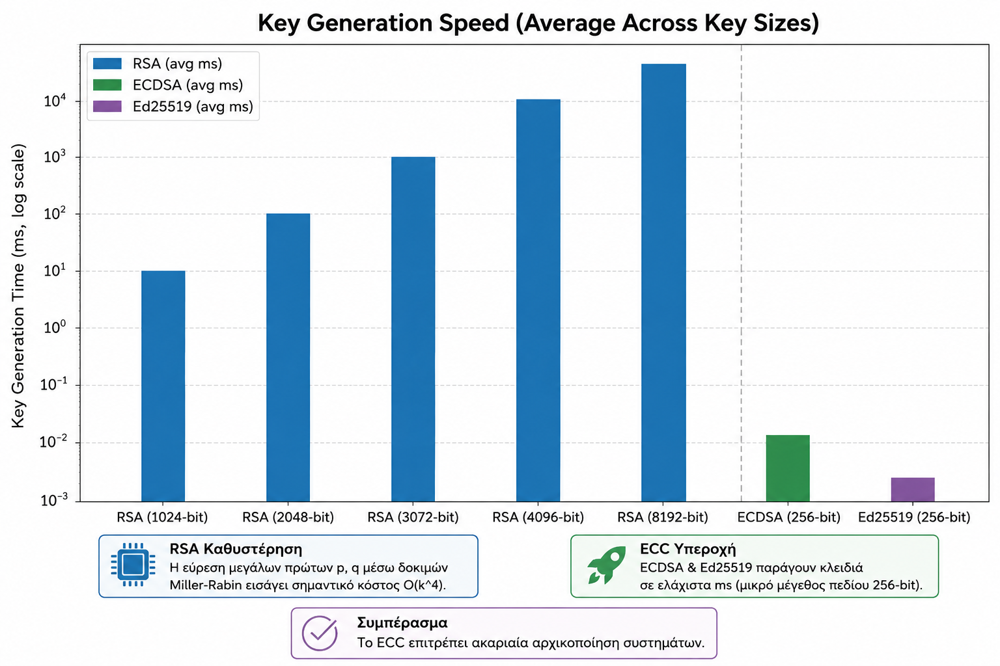 Key Generation Speed (Average Across Key Sizes)
RSA (avg ms)
ECDSA (avg ms)
Ed25519 (avg ms)
Key Generation Time (ms, log scale)
10⁴
10³
10²
10¹
10⁰
10⁻¹
10⁻²
10⁻³
RSA (1024-bit)
RSA (2048-bit)
RSA (3072-bit)
RSA (4096-bit)
RSA (8192-bit)
ECDSA (256-bit)
Ed25519 (256-bit)
RSA Καθυστέρηση
Η εύρεση μεγάλων πρώτων p, q μέσω δοκιμών
Miller-Rabin εισάγει σημαντικό κόστος O(k^4).
ECC Υπεροχή
ECDSA & Ed25519 παράγουν κλειδιά
σε ελάχιστα ms (μικρό μέγεθος πεδίου 256-bit).
Συμπέρασμα
Το ECC επιτρέπει ακαριαία αρχικοποίηση συστημάτων.